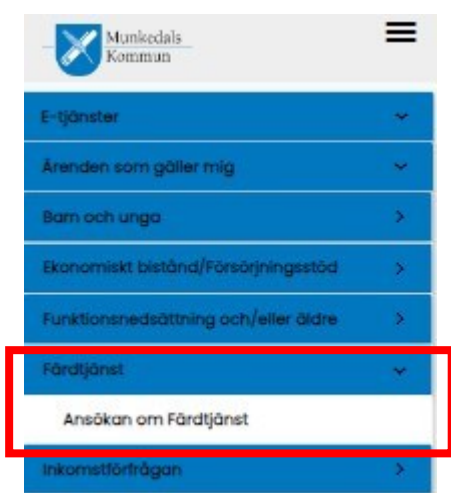 Munkedals
Kommun
E-tjänster
Ärenden som gäller mig
Barn och unga
Ekonomiskt bistånd/Försörjningsstöd
Funktionsnedsättning och/eller äldre
Färdtjänst
Ansökan om Färdtjänst
Inkomstförfrågan